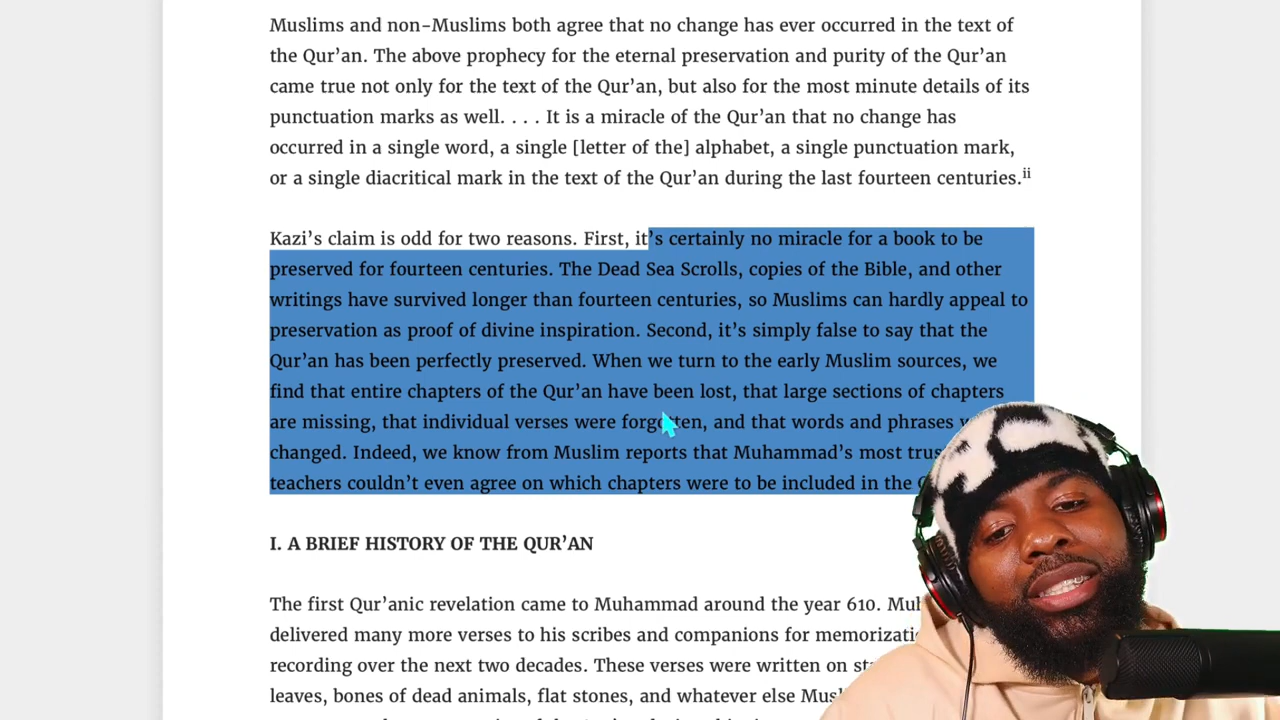 Muslims and non-Muslims both agree that no change has ever occurred in the text of
the Qur’an. The above prophecy for the eternal preservation and purity of the Qur’an
came true not only for the text of the Qur’an, but also for the most minute details of its
punctuation marks as well. . . . It is a miracle of the Qur’an that no change has
occurred in a single word, a single [letter of the] alphabet, a single punctuation mark,
or a single diacritical mark in the text of the Qur’an during the last fourteen centuries.ii
Kazi’s claim is odd for two reasons. First, it’s certainly no miracle for a book to be
preserved for fourteen centuries. The Dead Sea Scrolls, copies of the Bible, and other
writings have survived longer than fourteen centuries, so Muslims can hardly appeal to
preservation as proof of divine inspiration. Second, it’s simply false to say that the
Qur’an has been perfectly preserved. When we turn to the early Muslim sources, we
find that entire chapters of the Qur’an have been lost, that large sections of chapters
are missing, that individual verses were forgotten, and that words and phrases
changed. Indeed, we know from Muslim reports that Muhammad’s most
teachers couldn’t even agree on which chapters were to be included in the
I. A BRIEF HISTORY OF THE QUR’AN
The first Qur’anic revelation came to Muhammad around the year 610.
delivered many more verses to his scribes and companions for
recording over the next two decades. These verses were written on
leaves, bones of dead animals, flat stones, and whatever else